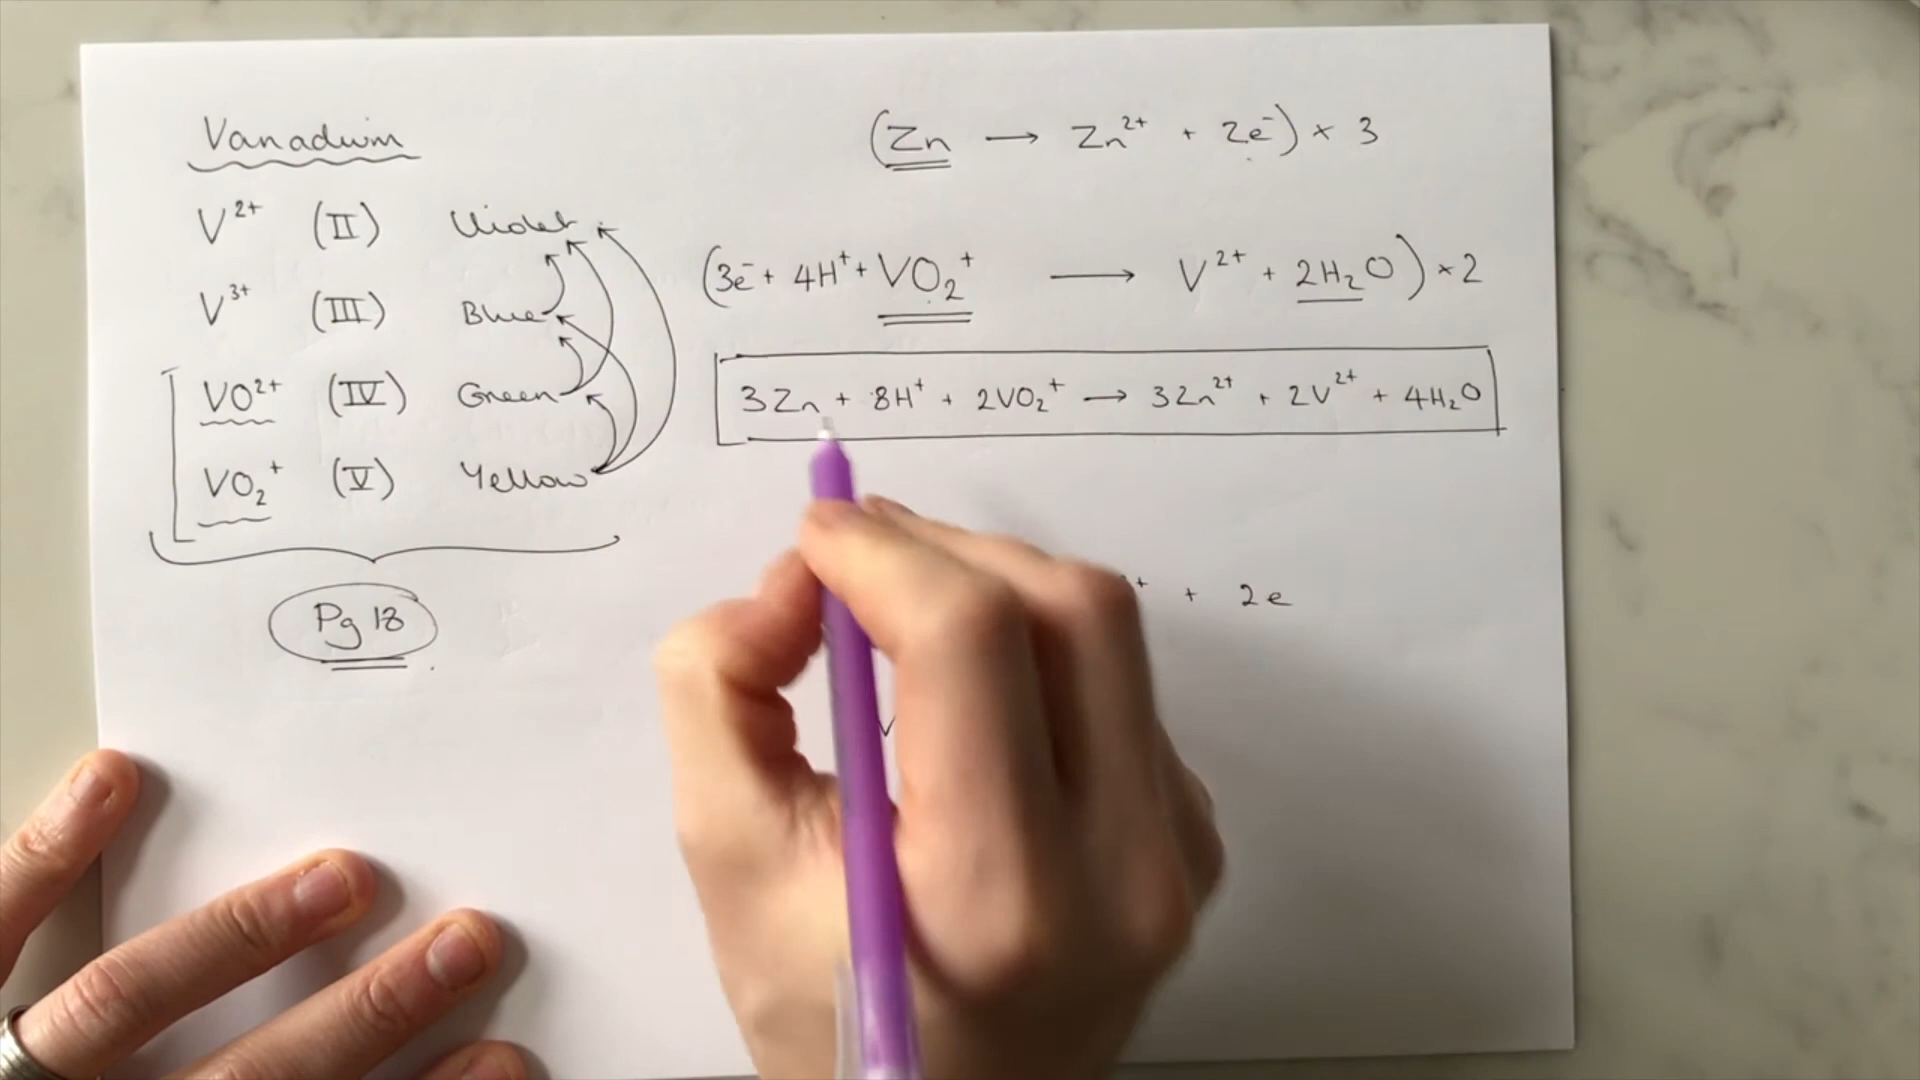 Vanadium
V²⁺ (II) Violet
V³⁺ (III) Blue
VO²⁺ (IV) Green
VO₂⁺ (V) Yellow
Pg 18
(Zn → Zn²⁺ + 2e⁻) × 3
(3e⁻ + 4H⁺ + VO₂⁺ → V²⁺ + 2H₂O) × 2
3Zn + 8H⁺ + 2VO₂⁺ → 3Zn²⁺ + 2V²⁺ + 4H₂O
+ 2e
V